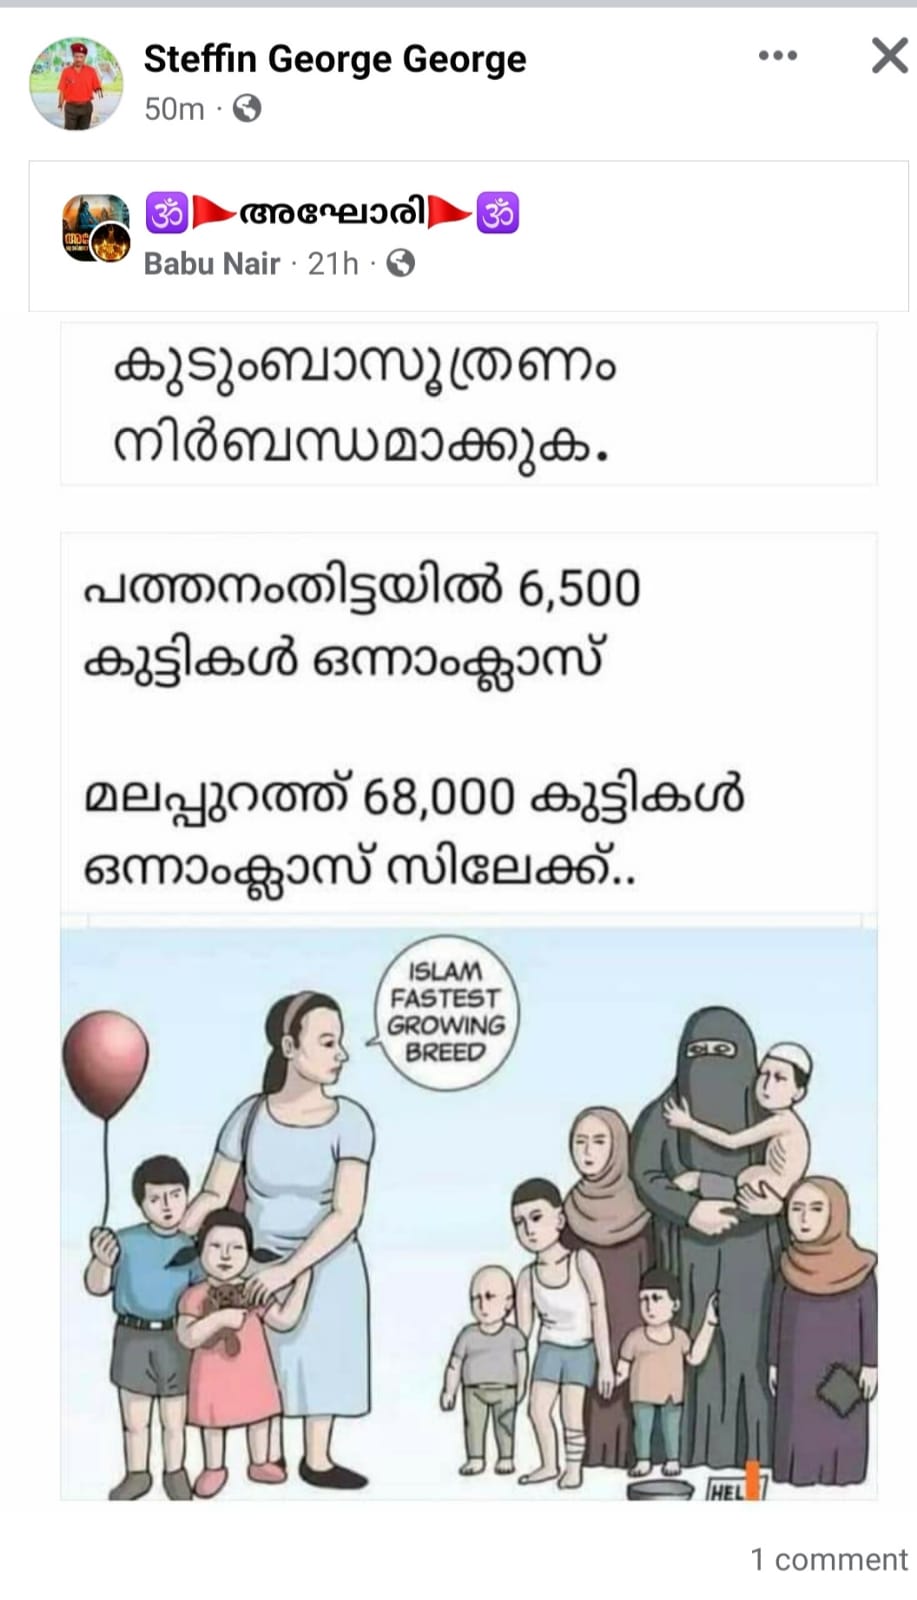 Steffin George George
50m
🕉🚩അഘോരി🚩🕉
Babu Nair · 21h ·
കുടുംബാസൂത്രണം
നിർബന്ധമാക്കുക.
പത്തനംതിട്ടയിൽ 6,500
കുട്ടികൾ ഒന്നാംക്ലാസ്
മലപ്പുറത്ത് 68,000 കുട്ടികൾ
ഒന്നാംക്ലാസ് സിലേക്ക്..
ISLAM
FASTEST
GROWING
BREED
HEL
1 comment